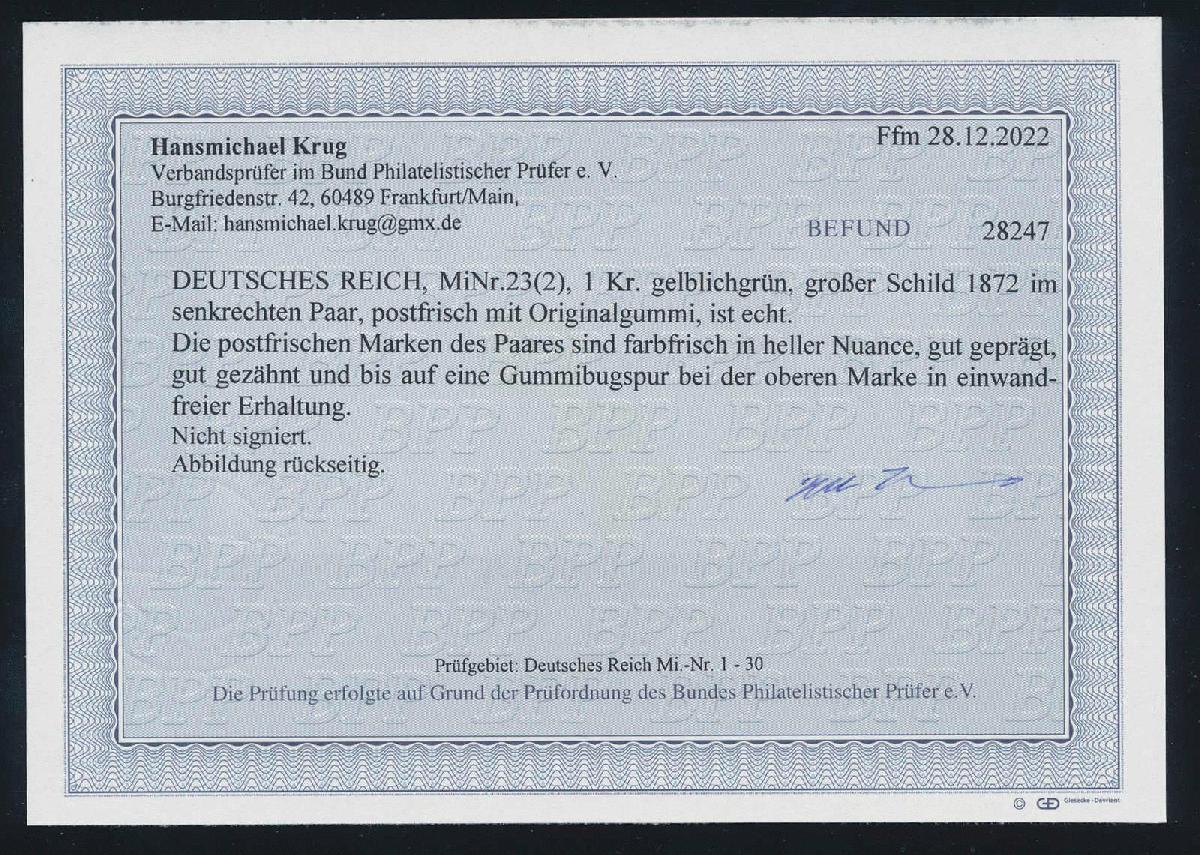 Hansmichael Krug
Ffm 28.12.2022
Verbandsprüfer im Bund Philatelistischer Prüfer e. V.
Burgfriedenstr. 42, 60489 Frankfurt/Main,
E-Mail: hansmichael.krug@gmx.de
BEFUND 28247
DEUTSCHES REICH, MiNr.23(2), 1 Kr. gelblichgrün, großer Schild 1872 im
senkrechten Paar, postfrisch mit Originalgummi, ist echt.
Die postfrischen Marken des Paares sind farbfrisch in heller Nuance, gut geprägt,
gut gezähnt und bis auf eine Gummibugspur bei der oberen Marke in einwand-
freier Erhaltung.
Nicht signiert.
Abbildung rückseitig.
Prüfgebiet: Deutsches Reich Mi.-Nr. 1 - 30
Die Prüfung erfolgte auf Grund der Prüfordnung des Bundes Philatelistischer Prüfer e.V.
© GD Giesecke - Devrient